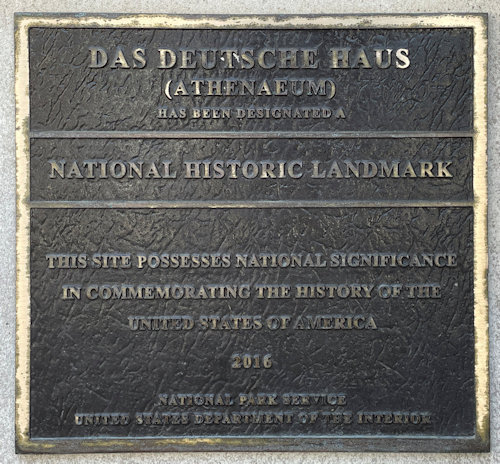 DAS DEUTSCHE HAUS
(ATHENAEUM)
HAS BEEN DESIGNATED A
NATIONAL HISTORIC LANDMARK
THIS SITE POSSESSES NATIONAL SIGNIFICANCE
IN COMMEMORATING THE HISTORY OF THE
UNITED STATES OF AMERICA
2016
NATIONAL PARK SERVICE
UNITED STATES DEPARTMENT OF THE INTERIOR